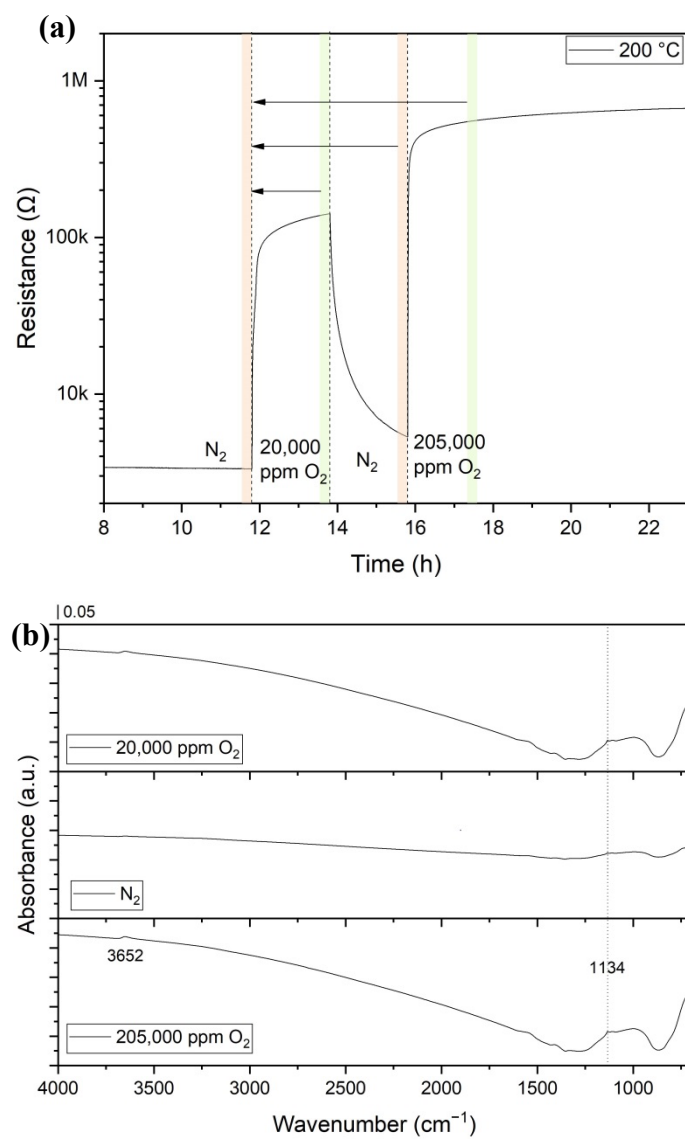 (a)
200 °C
1M
100k
10k
Resistance (Ω)
N₂
20,000
ppm O₂
N₂
205,000
ppm O₂
8 10 12 14 16 18 20 22
Time (h)
(b)
|0.05
20,000 ppm O₂
N₂
3652
1134
205,000 ppm O₂
Absorbance (a.u.)
4000 3500 3000 2500 2000 1500 1000
Wavenumber (cm⁻¹)